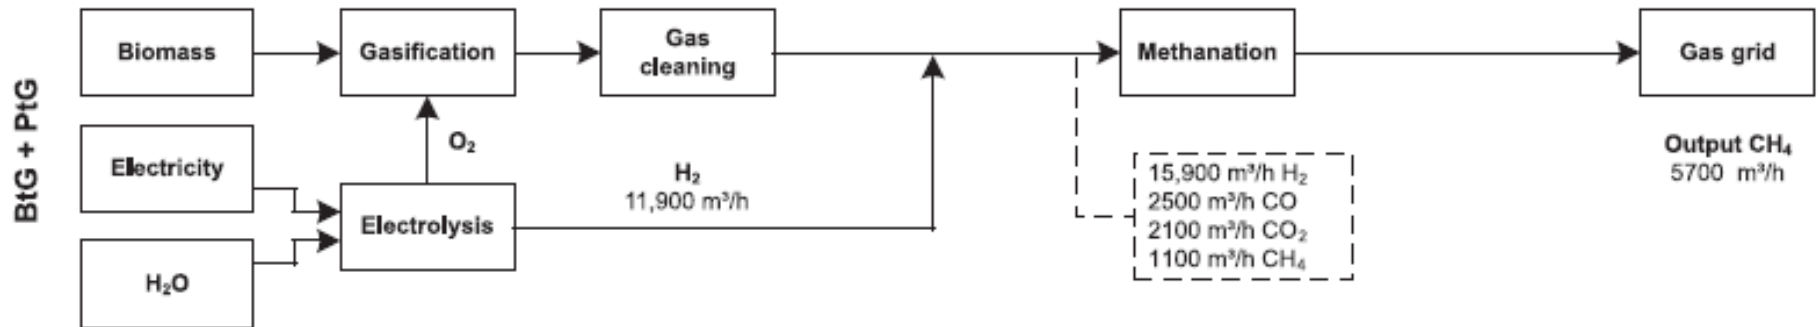 BtG + PtG
Biomass
Gasification
Gas
cleaning
Methanation
Gas grid
Electricity
O₂
H₂
11,900 m³/h
Electrolysis
H₂O
15,900 m³/h H₂
2500 m³/h CO
2100 m³/h CO₂
1100 m³/h CH₄
Output CH₄
5700 m³/h